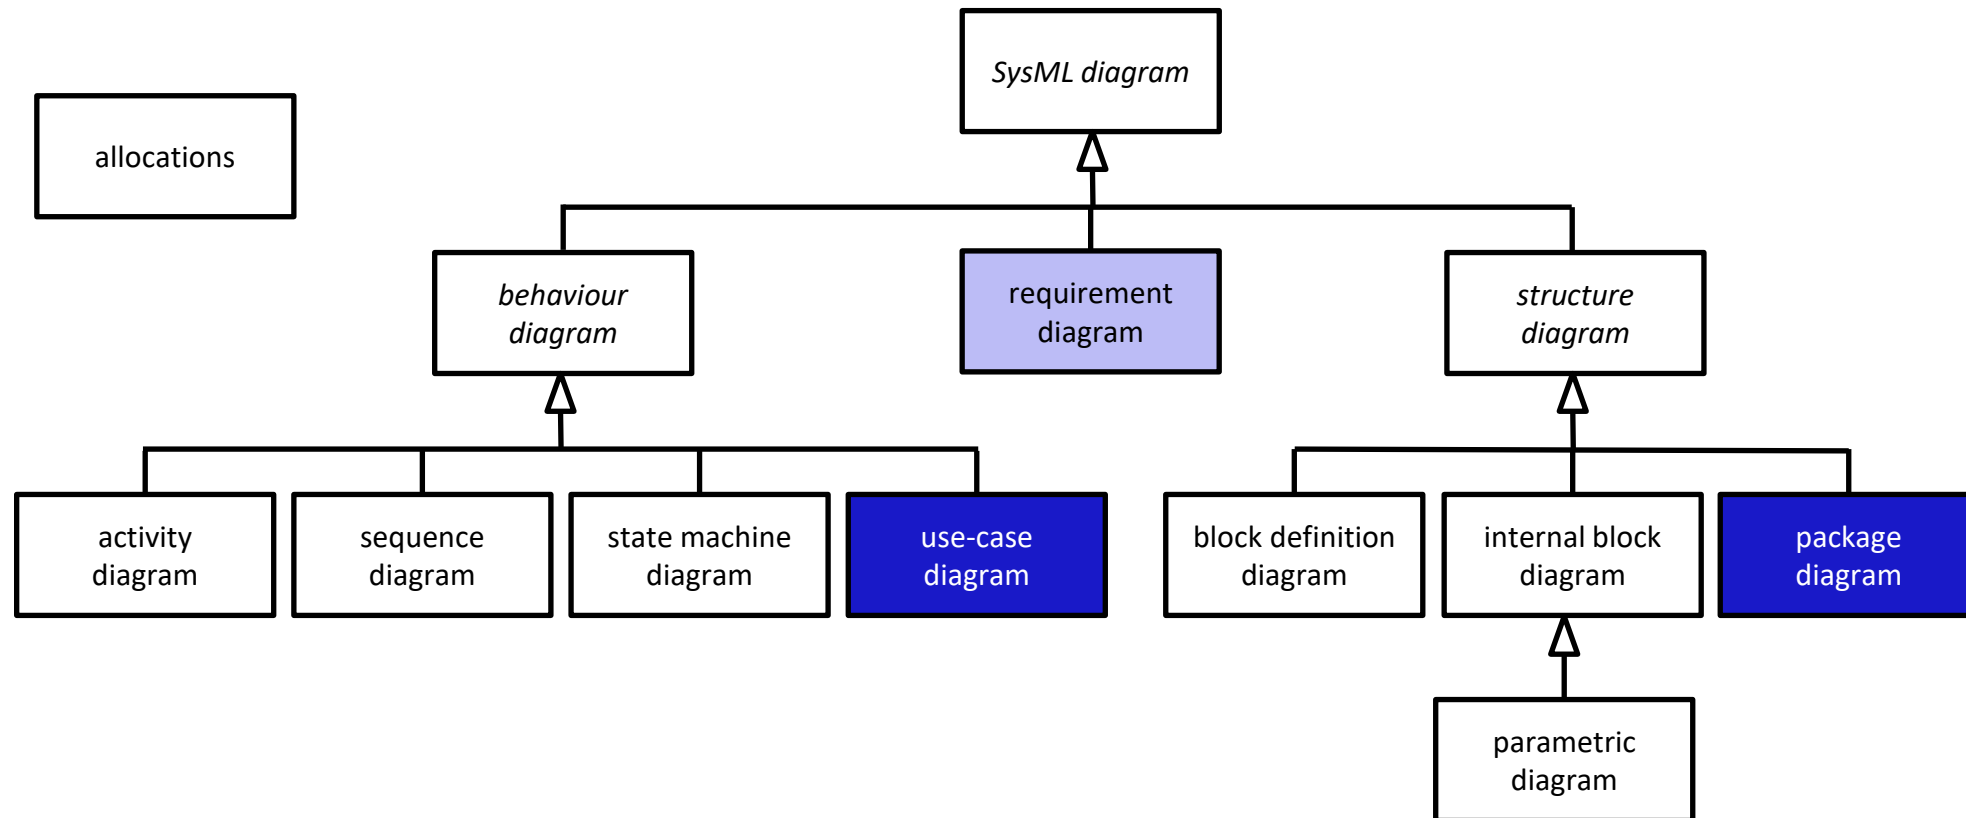 SysML diagram
allocations
behaviour
diagram
requirement
diagram
structure
diagram
activity
diagram
sequence
diagram
state machine
diagram
use-case
diagram
block definition
diagram
internal block
diagram
package
diagram
parametric
diagram